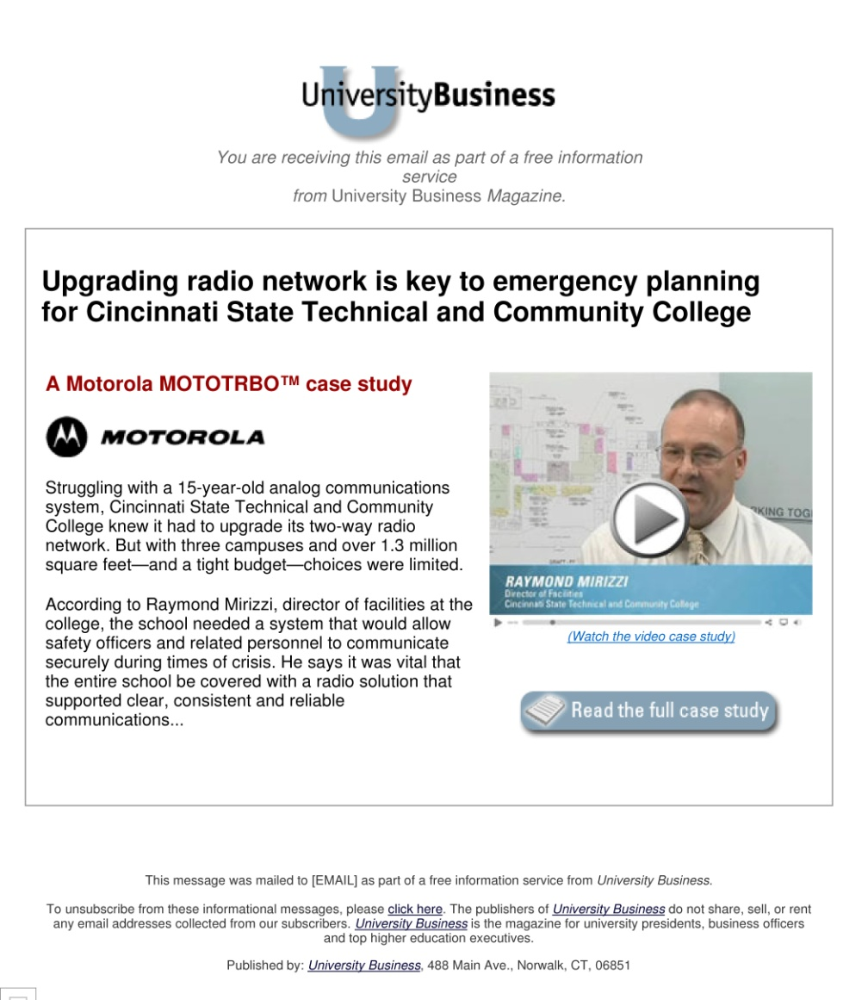 UniversityBusiness
You are receiving this email as part of a free information
service
from University Business Magazine.
Upgrading radio network is key to emergency planning
for Cincinnati State Technical and Community College
A Motorola MOTOTRBO™ case study
MOTOROLA
Struggling with a 15-year-old analog communications
system, Cincinnati State Technical and Community
College knew it had to upgrade its two-way radio
network. But with three campuses and over 1.3 million
square feet—and a tight budget—choices were limited.
According to Raymond Mirizzi, director of facilities at the
college, the school needed a system that would allow
safety officers and related personnel to communicate
securely during times of crisis. He says it was vital that
the entire school be covered with a radio solution that
supported clear, consistent and reliable
communications...
RKING TOG
RAYMOND MIRIZZI
Director of Facilities
Cincinnati State Technical and Community College
(Watch the video case study)
Read the full case study
This message was mailed to [EMAIL] as part of a free information service from University Business.
To unsubscribe from these informational messages, please click here. The publishers of University Business do not share, sell, or rent
any email addresses collected from our subscribers. University Business is the magazine for university presidents, business officers
and top higher education executives.
Published by: University Business, 488 Main Ave., Norwalk, CT, 06851